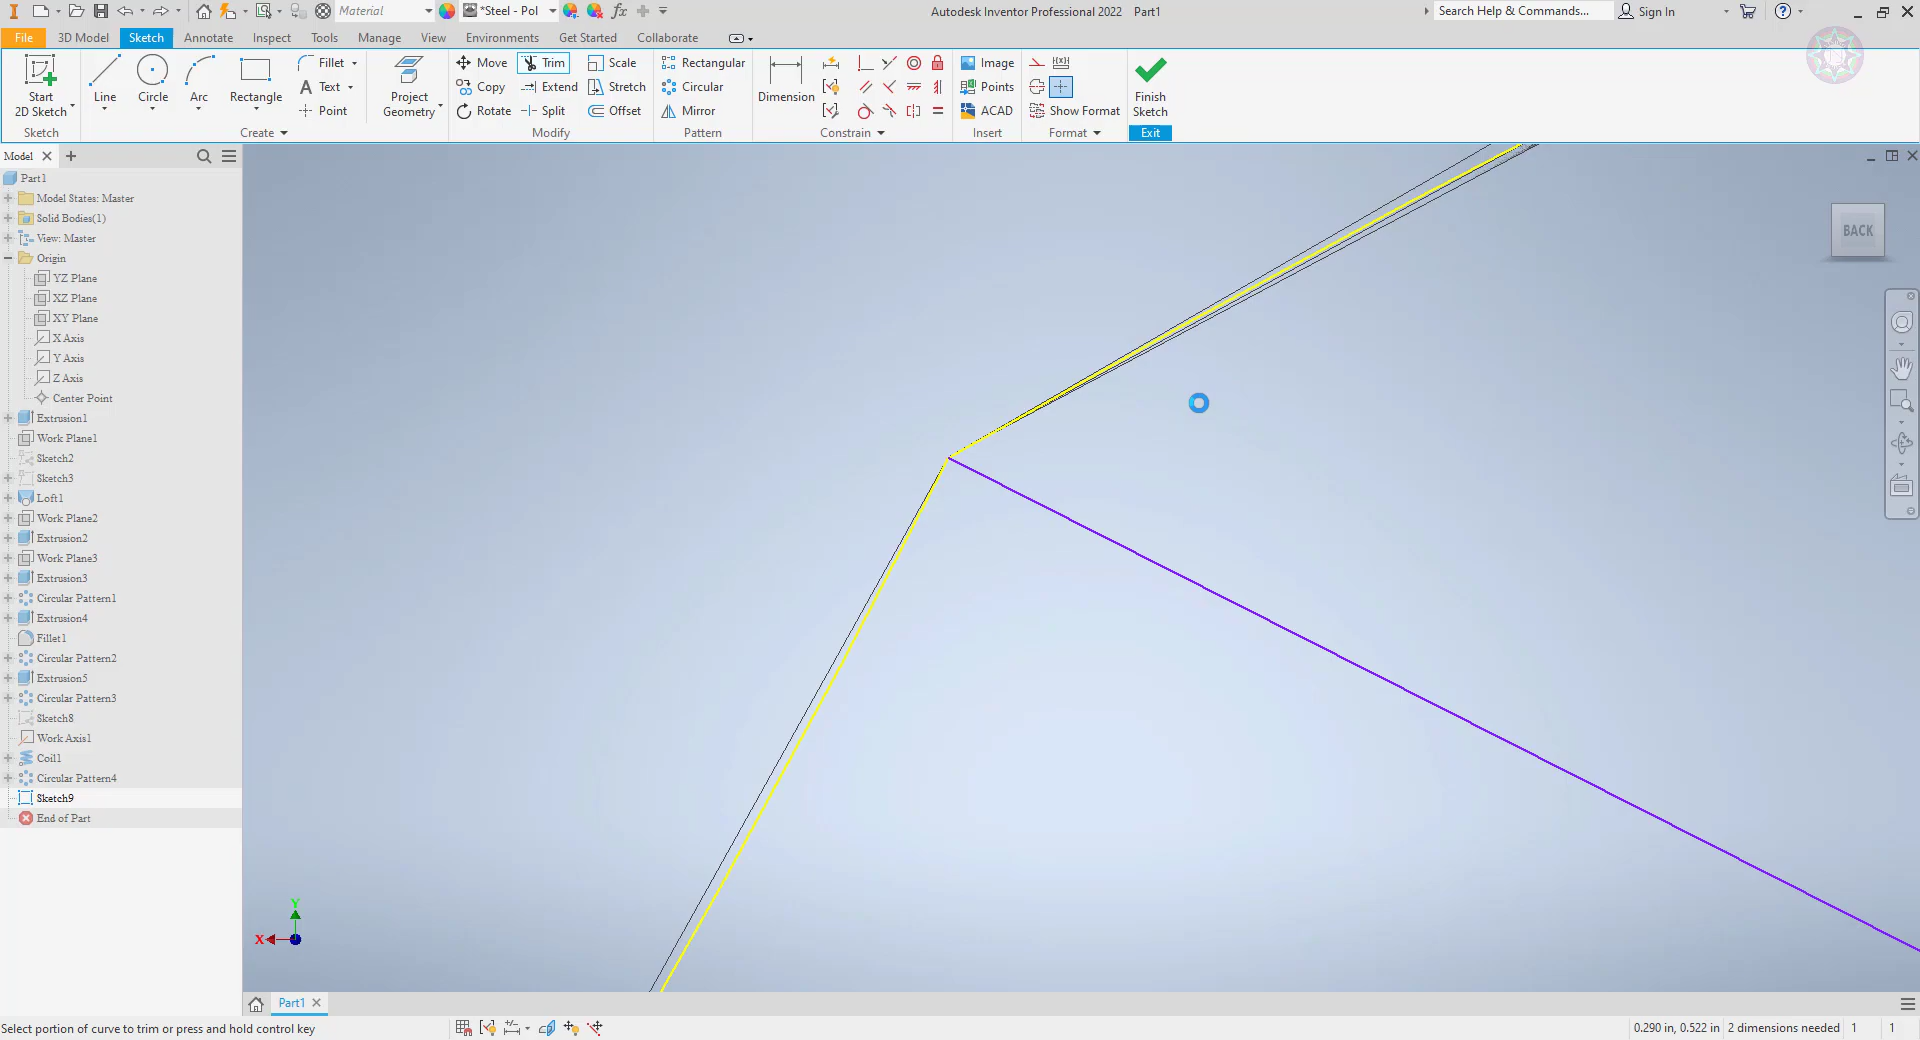 Material
*Steel - Pol
Autodesk Inventor Professional 2022 Part1
Search Help & Commands...
Sign In
File 3D Model Sketch Annotate Inspect Tools Manage View Environments Get Started Collaborate
Start
2D Sketch
Sketch
Line
Circle
Arc
Rectangle
Fillet
Text
Point
Create
Project
Geometry
Move
Copy
Rotate
Trim
Extend
Split
Scale
Stretch
Offset
Modify
Rectangular
Circular
Mirror
Pattern
Dimension
Constrain
Image
Points
ACAD
Insert
Show Format
Format
Finish
Sketch
Exit
Model
Part1
Model States: Master
Solid Bodies(1)
View: Master
Origin
YZ Plane
XZ Plane
XY Plane
X Axis
Y Axis
Z Axis
Center Point
Extrusion1
Work Plane1
Sketch2
Sketch3
Loft1
Work Plane2
Extrusion2
Work Plane3
Extrusion3
Circular Pattern1
Extrusion4
Fillet1
Circular Pattern2
Extrusion5
Circular Pattern3
Sketch8
Work Axis1
Coil1
Circular Pattern4
Sketch9
End of Part
BACK
Y
X
Part1
Select portion of curve to trim or press and hold control key
0.290 in, 0.522 in 2 dimensions needed 1 1